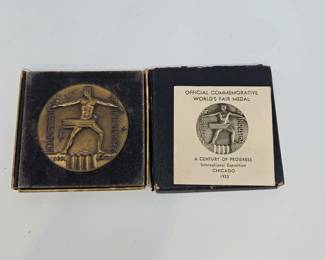 OFFICIAL COMMEMORATIVE
WORLD'S FAIR MEDAL
A CENTURY OF PROGRESS
International Exposition
CHICAGO
1933